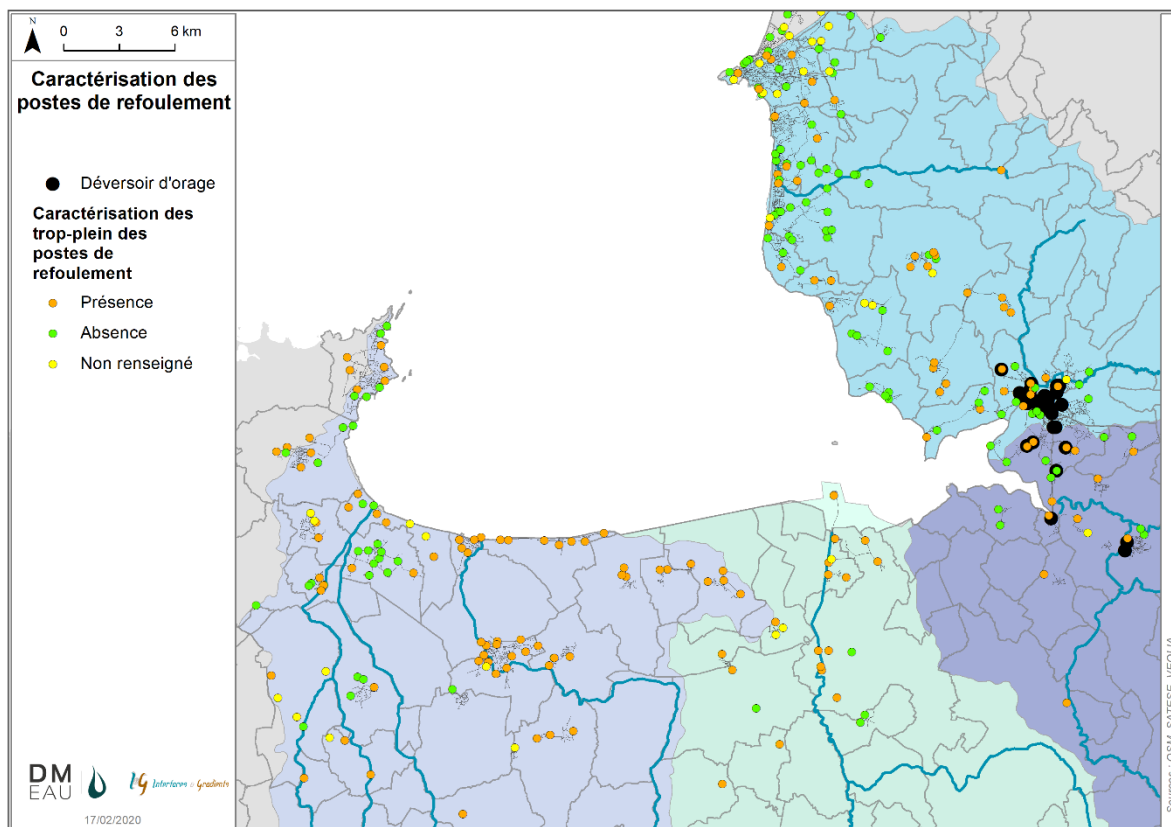 N
0 3 6 km
Caractérisation des
postes de refoulement
Déversoir d'orage
Caractérisation des
trop-plein des
postes de
refoulement
Présence
Absence
Non renseigné
DM
EAU
I&G Interfaces & Gradients
17/02/2020
Sources : OSM, SATESE, VEOLIA